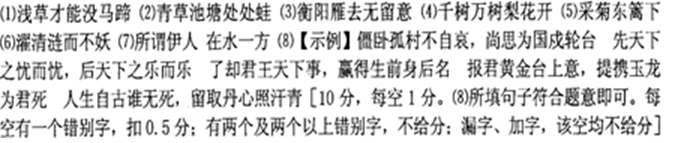 (1)浅草才能没马蹄 (2)青草池塘处处蛙 (3)衡阳雁去无留意 (4)千树万树梨花开 (5)采菊东篱下
(6)濯清涟而不妖 (7)所谓伊人 在水一方 (8)【示例】僵卧孤村不自哀，尚思为国戍轮台 先天下
之忧而忧，后天下之乐而乐 了却君王天下事，赢得生前身后名 报君黄金台上意，提携玉龙
为君死 人生自古谁无死，留取丹心照汗青[10 分，每空 1 分。(8)所填句子符合题意即可。每
空有一个错别字，扣 0.5 分；有两个及两个以上错别字，不给分；漏字、加字，该空均不给分]